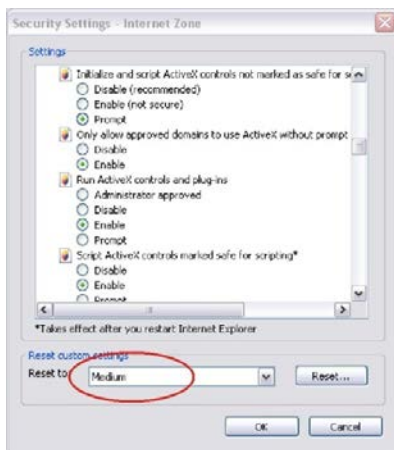 Security Settings - Internet Zone
Settings
Initialize and script ActiveX controls not marked as safe for s
Disable (recommended)
Enable (not secure)
Prompt
Only allow approved domains to use ActiveX without prompt
Disable
Enable
Run ActiveX controls and plug-ins
Administrator approved
Disable
Enable
Prompt
Script ActiveX controls marked safe for scripting*
Disable
Enable
Prompt
*Takes effect after you restart Internet Explorer
Reset custom settings
Reset to: Medium Reset...
OK Cancel